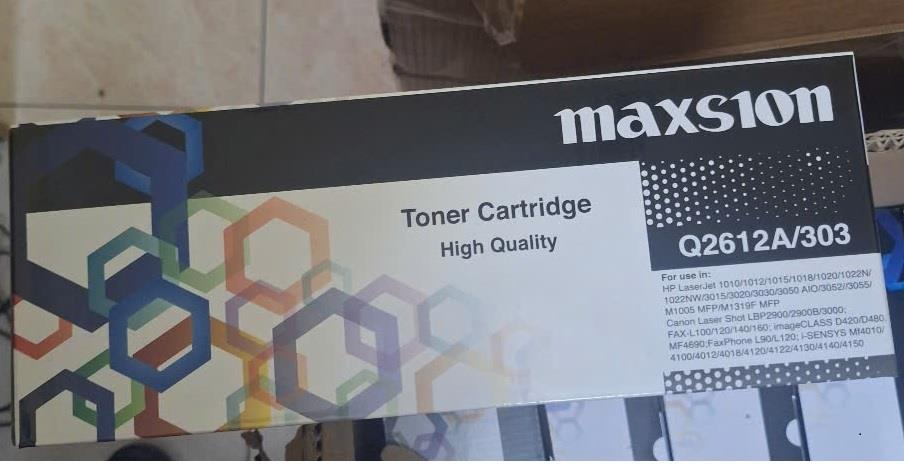 maxsion
Toner Cartridge
High Quality
Q2612A/303
For use in:
HP LaserJet 1010/1012/1015/1018/1020/1022N/
1022NW/3015/3020/3030/3050 AIO/3052//3055/
M1005 MFP/M1319F MFP
Canon Laser Shot LBP2900/2900B/3000;
FAX-L100/120/140/160; imageCLASS D420/D480
MF4690;FaxPhone L90/L120; i-SENSYS MI4010/
4100/4012/4018/4120/4122/4130/4140/4150